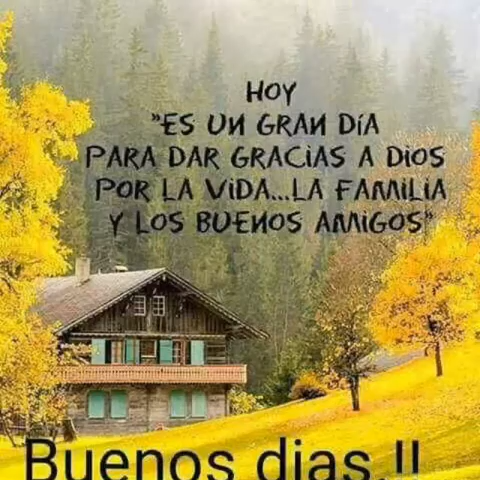 HOY
"ES UN GRAN DÍA
PARA DAR GRACIAS A DIOS
POR LA VIDA...LA FAMILIA
Y LOS BUENOS AMIGOS"
Buenos dias.!!